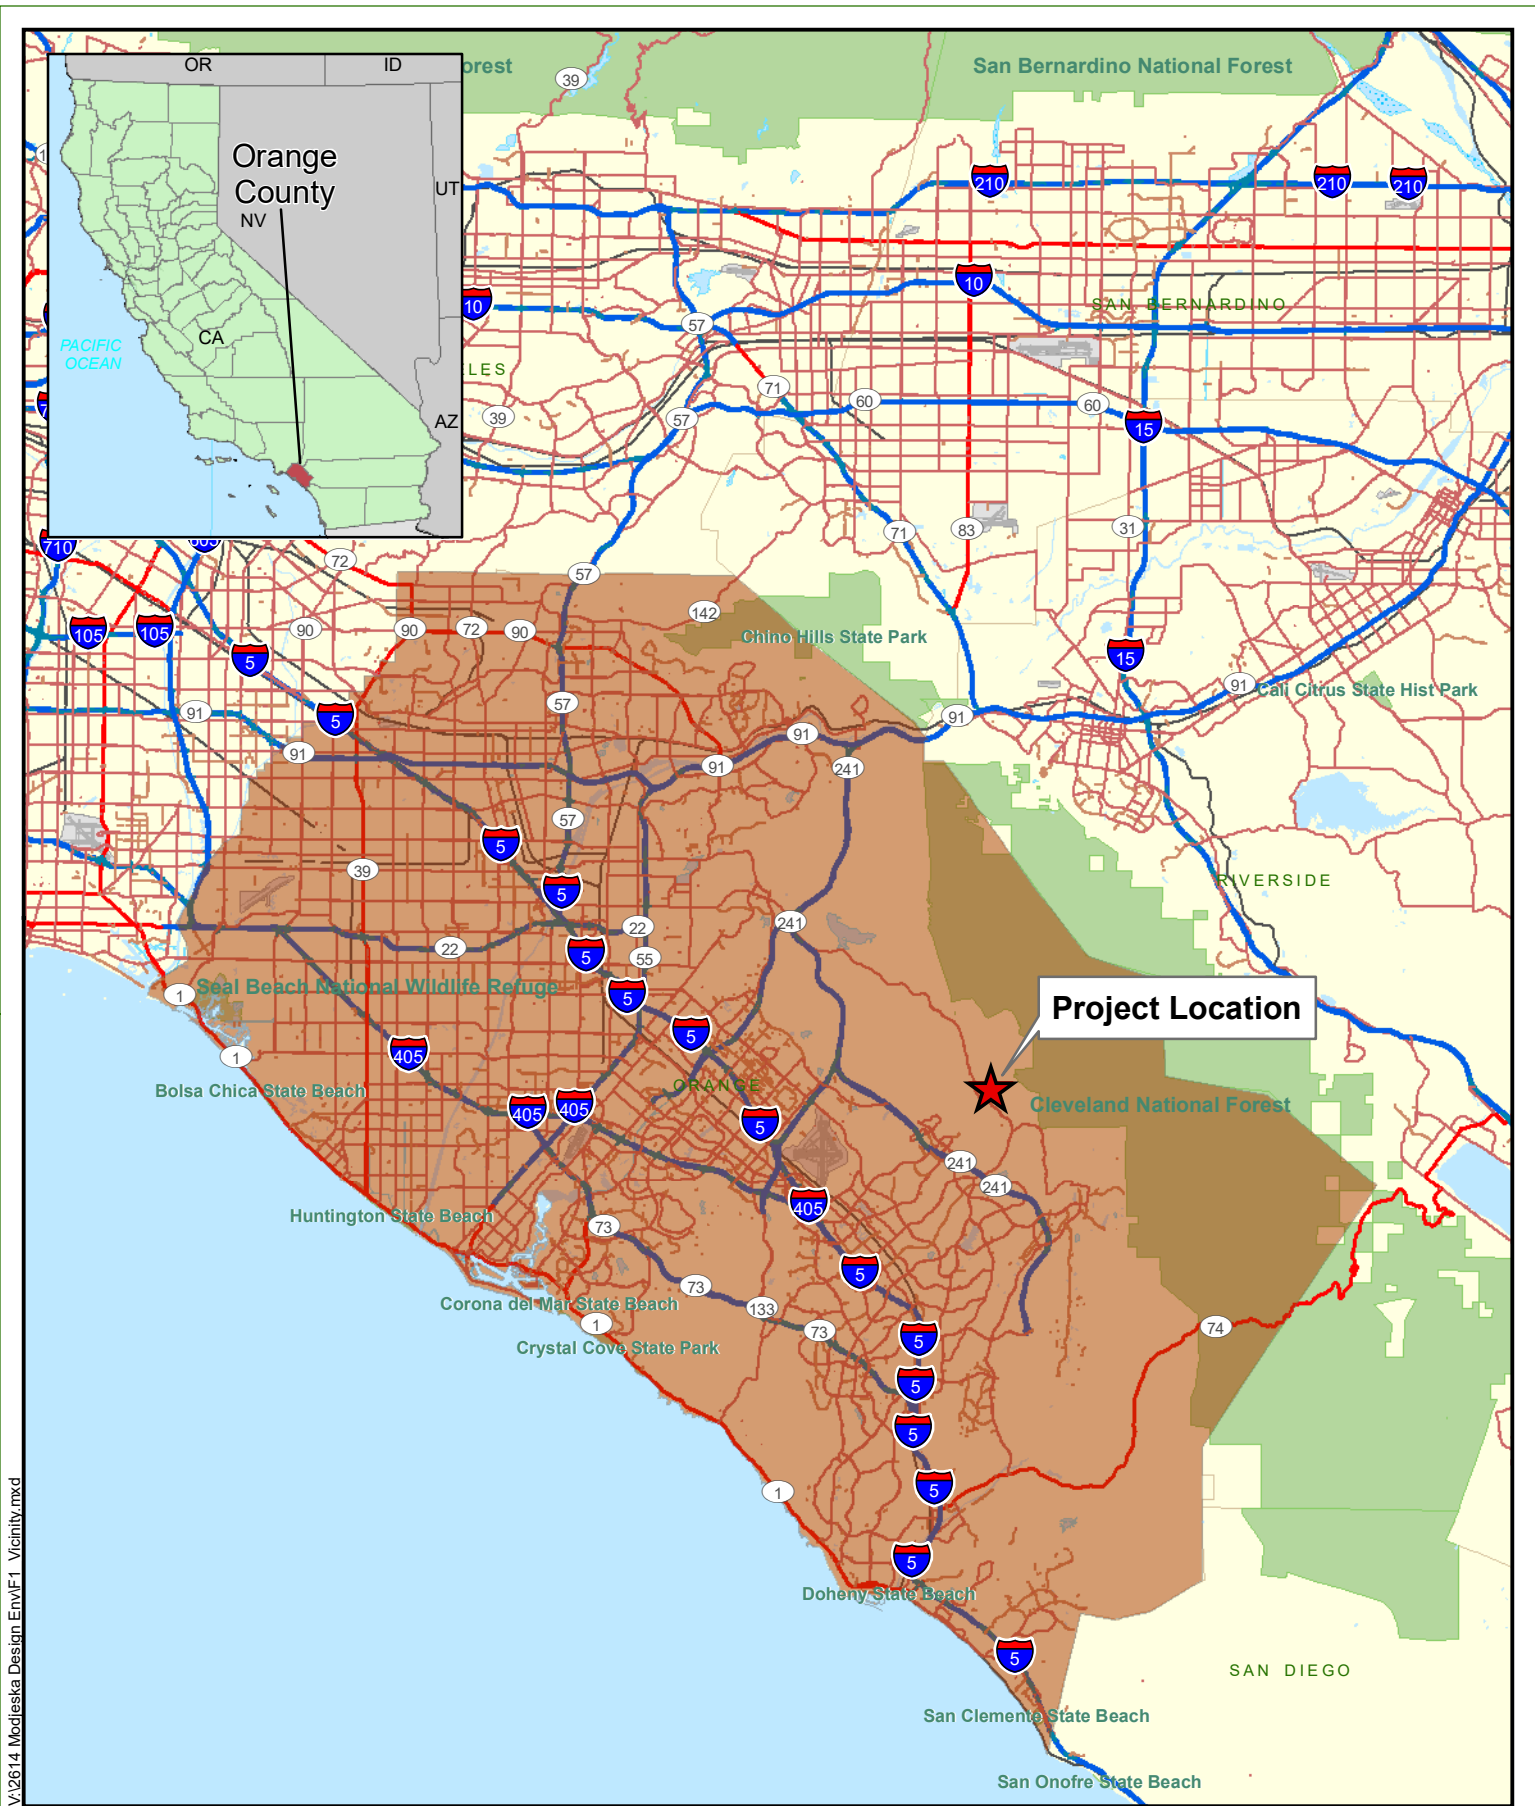 OR
ID
orest
39
San Bernardino National Forest
Orange
County
UT
NV
210
210
210
10
10
SAN BERNARDINO
57
CA
PACIFIC
OCEAN
LES
71
60
60
39
57
AZ
15
71
83
31
710
605
72
57
142
105
105
90
90
72
90
Chino Hills State Park
5
15
91
Cali Citrus State Hist Park
57
91
5
91
91
91
91
241
57
5
39
RIVERSIDE
5
241
22
22
5
55
Seal Beach National Wildlife Refuge
1
5
Project Location
5
405
1
ORANGE
Bolsa Chica State Beach
405
405
Cleveland National Forest
5
241
241
405
Huntington State Beach
73
5
73
Corona del Mar State Beach
133
1
73
74
5
Crystal Cove State Park
5
5
5
1
5
Doheny State Beach
5
SAN DIEGO
San Clemente State Beach
San Onofre State Beach
V:\2614 Modjeska Design Env\F1_Vicinity.mxd